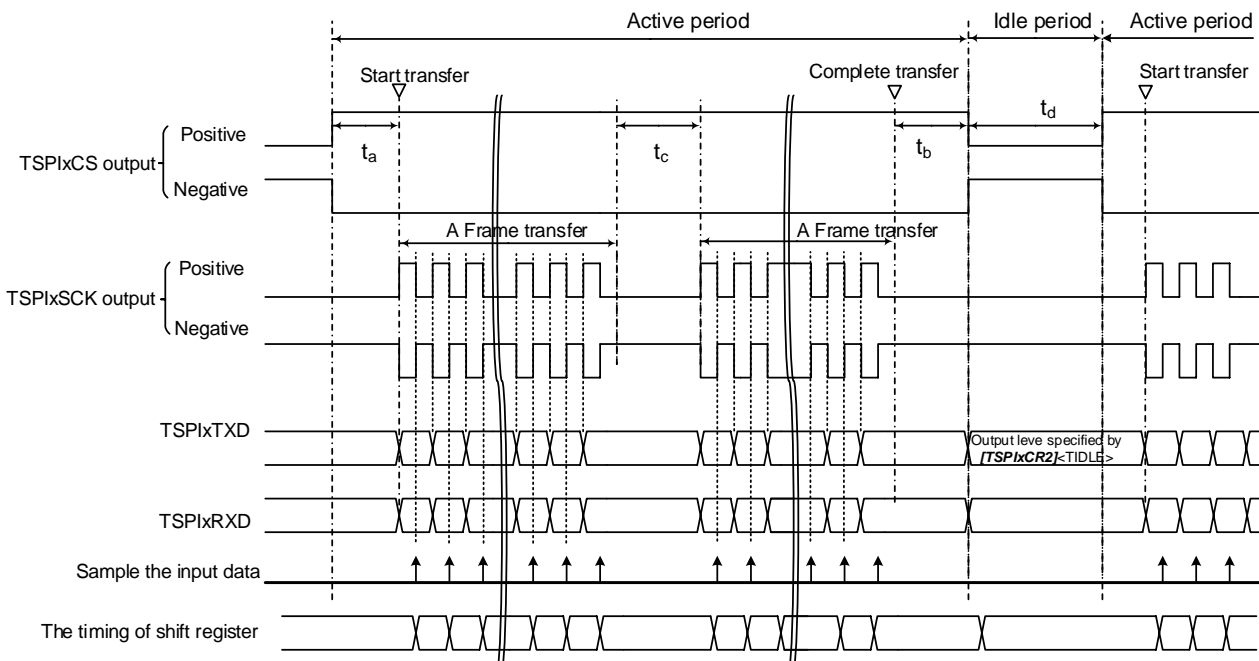 Active period
Idle period
Active period
Start transfer
Complete transfer
Start transfer
Positive
ta
tc
tb
td
TSPIxCS output
Negative
A Frame transfer
A Frame transfer
Positive
TSPIxSCK output
Negative
TSPIxTXD
Output leve specified by
[TSPIxCR2]<TIDLE>
TSPIxRXD
Sample the input data
The timing of shift register